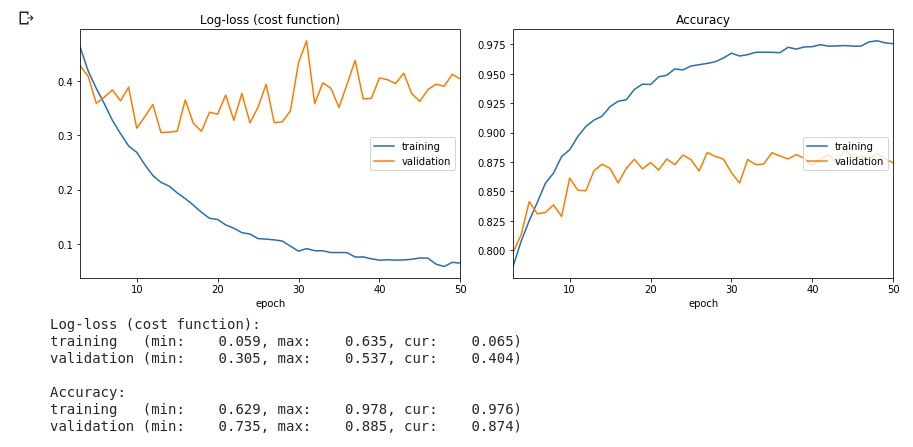 Log-loss (cost function)
0.4
0.3
0.2
0.1
training
validation
10
20
30
40
50
epoch
Accuracy
0.975
0.950
0.925
0.900
0.875
0.850
0.825
0.800
training
validation
10
20
30
40
50
epoch
Log-loss (cost function):
training   (min:    0.059, max:    0.635, cur:    0.065)
validation (min:    0.305, max:    0.537, cur:    0.404)
Accuracy:
training   (min:    0.629, max:    0.978, cur:    0.976)
validation (min:    0.735, max:    0.885, cur:    0.874)